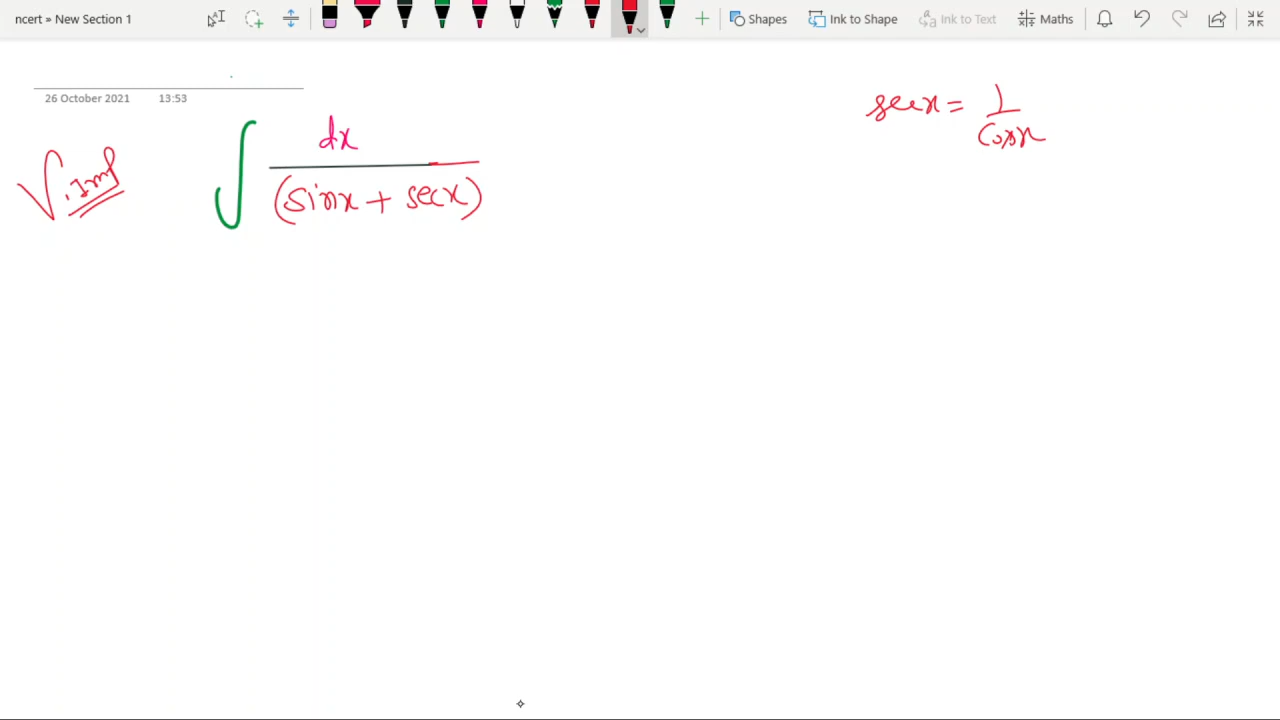 ncert » New Section 1
Shapes
Ink to Shape
Ink to Text
Maths
26 October 2021 13:53
V.Imp
∫ dx / (sinx + secx)
secx = 1 / Cosx